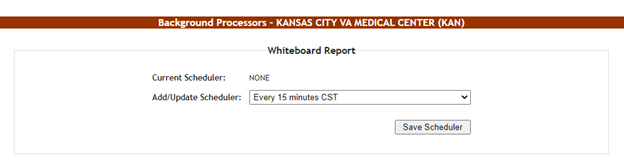 Background Processors - KANSAS CITY VA MEDICAL CENTER (KAN)
Whiteboard Report
Current Scheduler: NONE
Add/Update Scheduler: Every 15 minutes CST
Save Scheduler